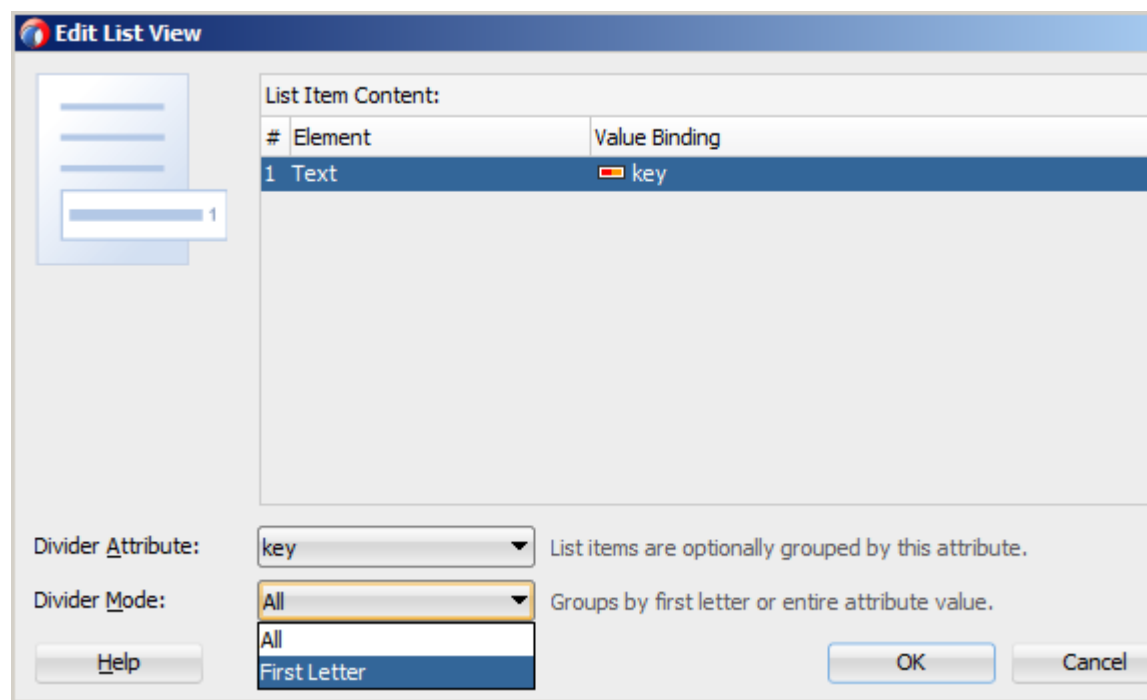 Edit List View
List Item Content:
# Element Value Binding
1 Text key
1
Divider Attribute: key List items are optionally grouped by this attribute.
Divider Mode: All Groups by first letter or entire attribute value.
All
First Letter
Help OK Cancel